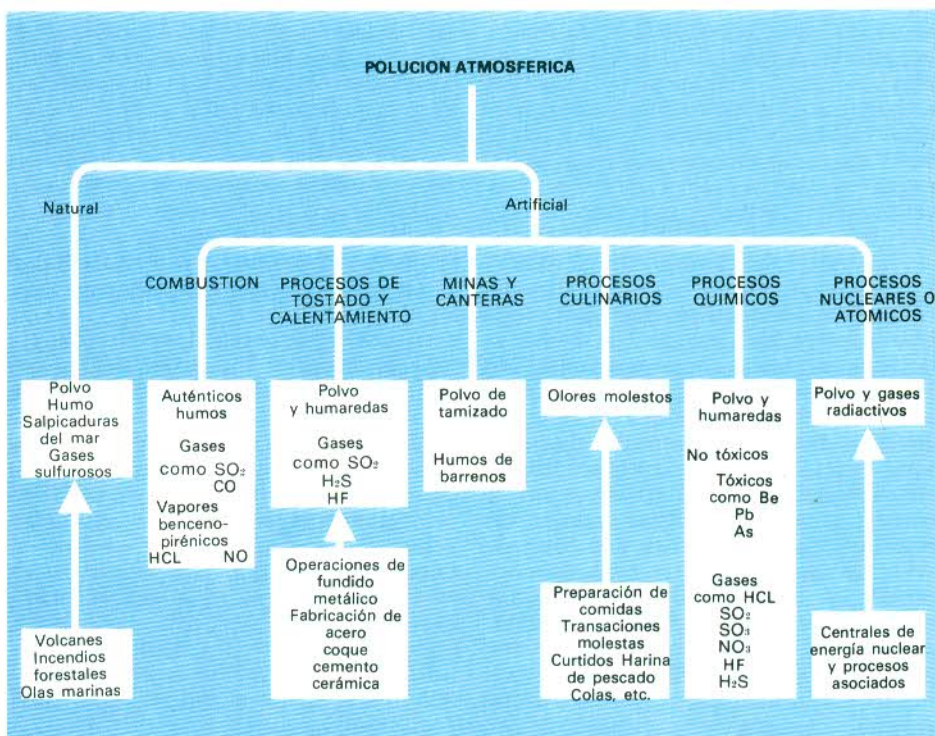 POLUCION ATMOSFERICA
Natural
Artificial
COMBUSTION
PROCESOS DE
TOSTADO Y
CALENTAMIENTO
MINAS Y
CANTERAS
PROCESOS
CULINARIOS
PROCESOS
QUIMICOS
PROCESOS
NUCLEARES O
ATOMICOS
Polvo
Humo
Salpicaduras
del mar
Gases
sulfurosos
Volcanes
Incendios
forestales
Olas marinas
Auténticos
humos
Gases
como SO₂
CO
Vapores
benceno-
pirénicos
HCL NO
Polvo
y humaredas
Gases
como SO₂
H₂S
HF
Operaciones de
fundido
metálico
Fabricación de
acero
coque
cemento
cerámica
Polvo de
tamizado
Humos de
barrenos
Olores molestos
Preparación de
comidas
Transaciones
molestas
Curtidos Harina
de pescado
Colas, etc.
Polvo y
humaredas
No tóxicos
Tóxicos
como Be
Pb
As
Gases
como HCL
SO₂
SO₃
NO₃
HF
H₂S
Polvo y gases
radiactivos
Centrales de
energía nuclear
y procesos
asociados